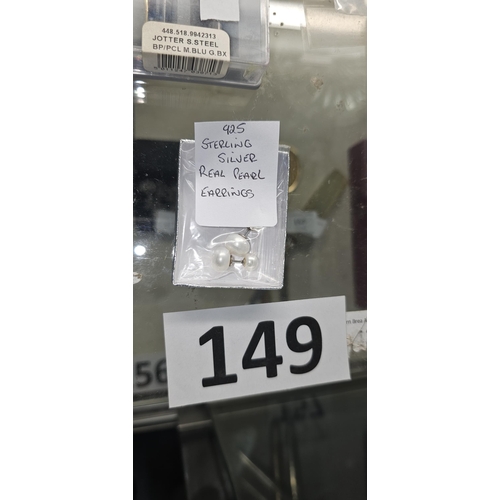 448.518.9942313
JOTTER S.STEEL
BP/PCL M.BLU G.BX
925
STERLING
SILVER
REAL PEARL
EARRINGS
149
56